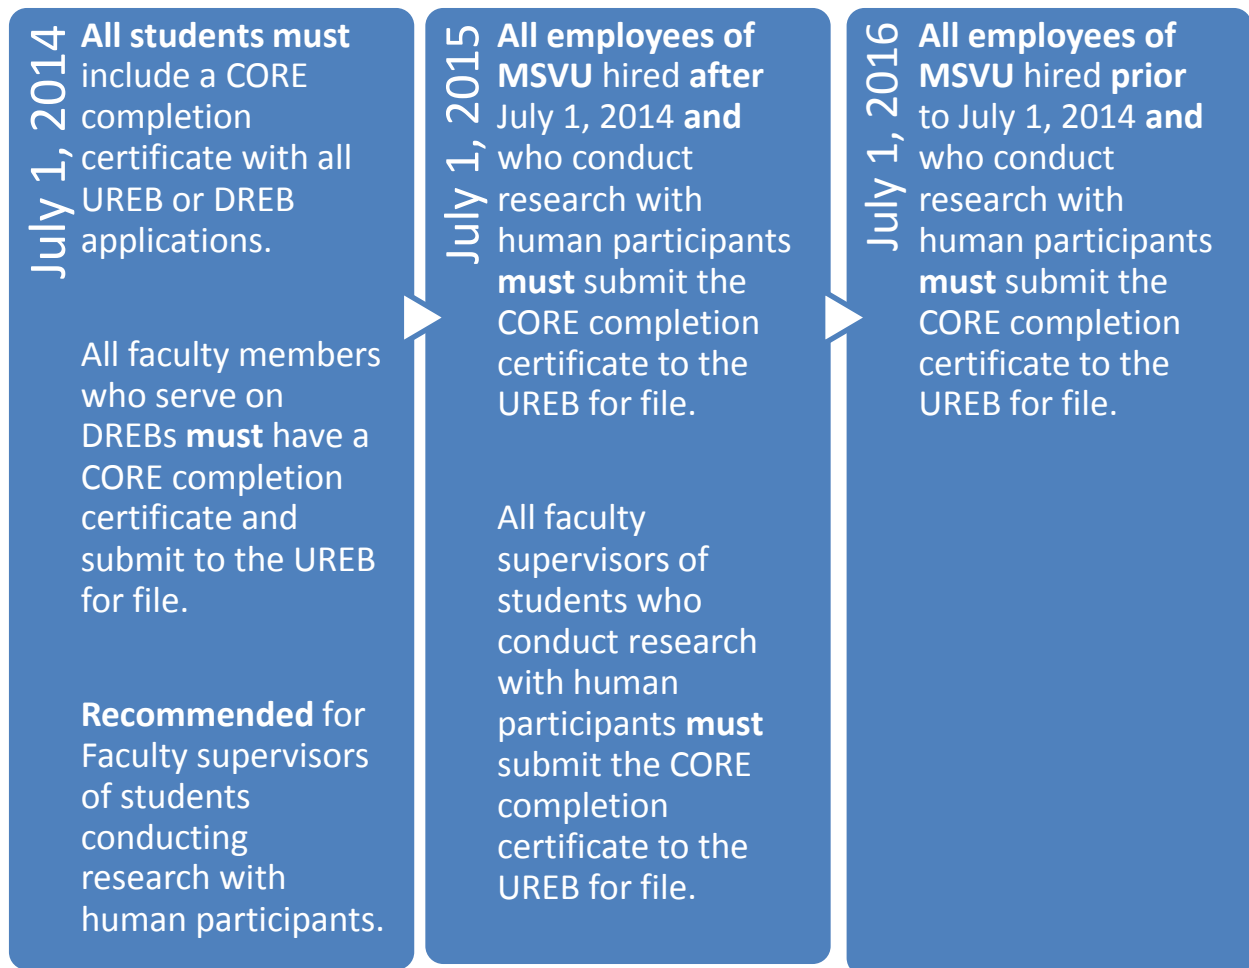 July 1, 2014
All students must
include a CORE
completion
certificate with all
UREB or DREB
applications.
All faculty members
who serve on
DREBs must have a
CORE completion
certificate and
submit to the UREB
for file.
Recommended for
Faculty supervisors
of students
conducting
research with
human participants.
July 1, 2015
All employees of
MSVU hired after
July 1, 2014 and
who conduct
research with
human participants
must submit the
CORE completion
certificate to the
UREB for file.
All faculty
supervisors of
students who
conduct research
with human
participants must
submit the CORE
completion
certificate to the
UREB for file.
July 1, 2016
All employees of
MSVU hired prior
to July 1, 2014 and
who conduct
research with
human participants
must submit the
CORE completion
certificate to the
UREB for file.